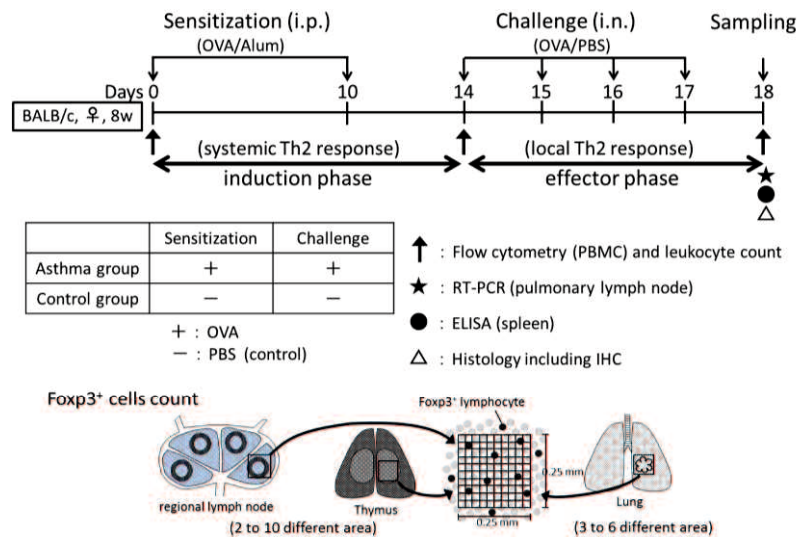 Sensitization (i.p.) Challenge (i.n.) Sampling
(OVA/Alum) (OVA/PBS)
Days 0 10 14 15 16 17 18
BALB/c, ♀, 8w
(systemic Th2 response) (local Th2 response)
induction phase effector phase
Sensitization Challenge
Asthma group + +
Control group − −
+ : OVA
− : PBS (control)
: Flow cytometry (PBMC) and leukocyte count
★ : RT-PCR (pulmonary lymph node)
● : ELISA (spleen)
△ : Histology including IHC
Foxp3⁺ cells count
Foxp3⁺ lymphocyte
0.25 mm
0.25 mm
regional lymph node Thymus Lung
(2 to 10 different area) (3 to 6 different area)